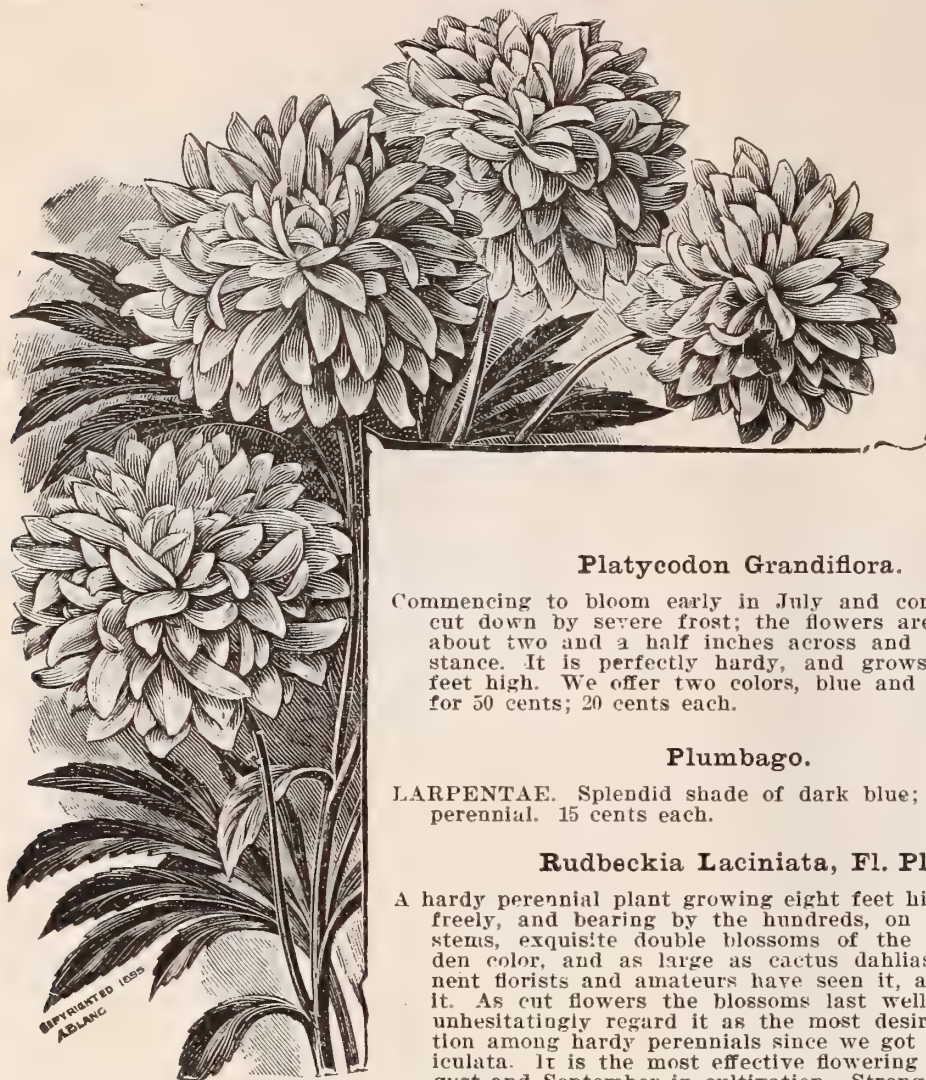 Platycodon Grandiflora.
Commencing to bloom early in July and con
cut down by severe frost; the flowers are
about two and a half inches across and
stance. It is perfectly hardy, and grows
feet high. We offer two colors, blue and
for 50 cents; 20 cents each.
Plumbago.
LARPENTAE. Splendid shade of dark blue;
perennial. 15 cents each.
Rudbeckia Laciniata, Fl. Pl
A hardy perennial plant growing eight feet hi
freely, and bearing by the hundreds, on
stems, exquisite double blossoms of the
den color, and as large as cactus dahlias
nent florists and amateurs have seen it, a
it. As cut flowers the blossoms last well
unhesitatingly regard it as the most desir
tion among hardy perennials since we got
iculata. It is the most effective flowering
gust and September in cultivation. Strong
COPYRIGHTED 1895
A. BLANC